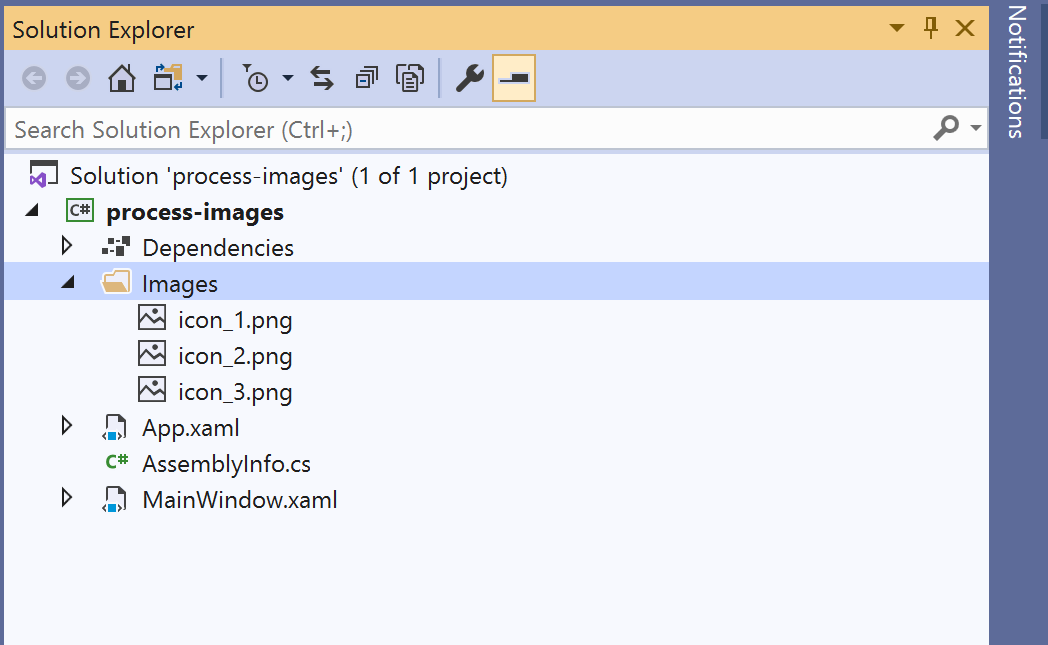 Solution Explorer
Notifications
Search Solution Explorer (Ctrl+;)
Solution 'process-images' (1 of 1 project)
C# process-images
Dependencies
Images
icon_1.png
icon_2.png
icon_3.png
App.xaml
C# AssemblyInfo.cs
MainWindow.xaml